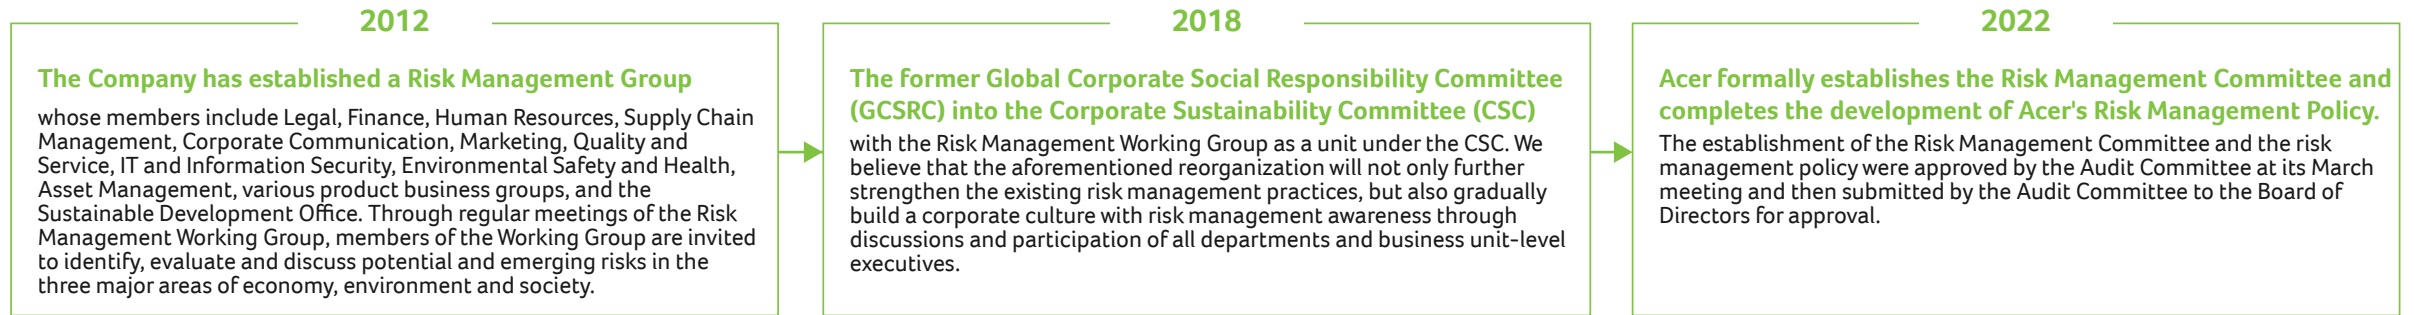 2012
The Company has established a Risk Management Group
whose members include Legal, Finance, Human Resources, Supply Chain
Management, Corporate Communication, Marketing, Quality and
Service, IT and Information Security, Environmental Safety and Health,
Asset Management, various product business groups, and the
Sustainable Development Office. Through regular meetings of the Risk
Management Working Group, members of the Working Group are invited
to identify, evaluate and discuss potential and emerging risks in the
three major areas of economy, environment and society.
2018
The former Global Corporate Social Responsibility Committee
(GCSRC) into the Corporate Sustainability Committee (CSC)
with the Risk Management Working Group as a unit under the CSC. We
believe that the aforementioned reorganization will not only further
strengthen the existing risk management practices, but also gradually
build a corporate culture with risk management awareness through
discussions and participation of all departments and business unit-level
executives.
2022
Acer formally establishes the Risk Management Committee and
completes the development of Acer's Risk Management Policy.
The establishment of the Risk Management Committee and the risk
management policy were approved by the Audit Committee at its March
meeting and then submitted by the Audit Committee to the Board of
Directors for approval.